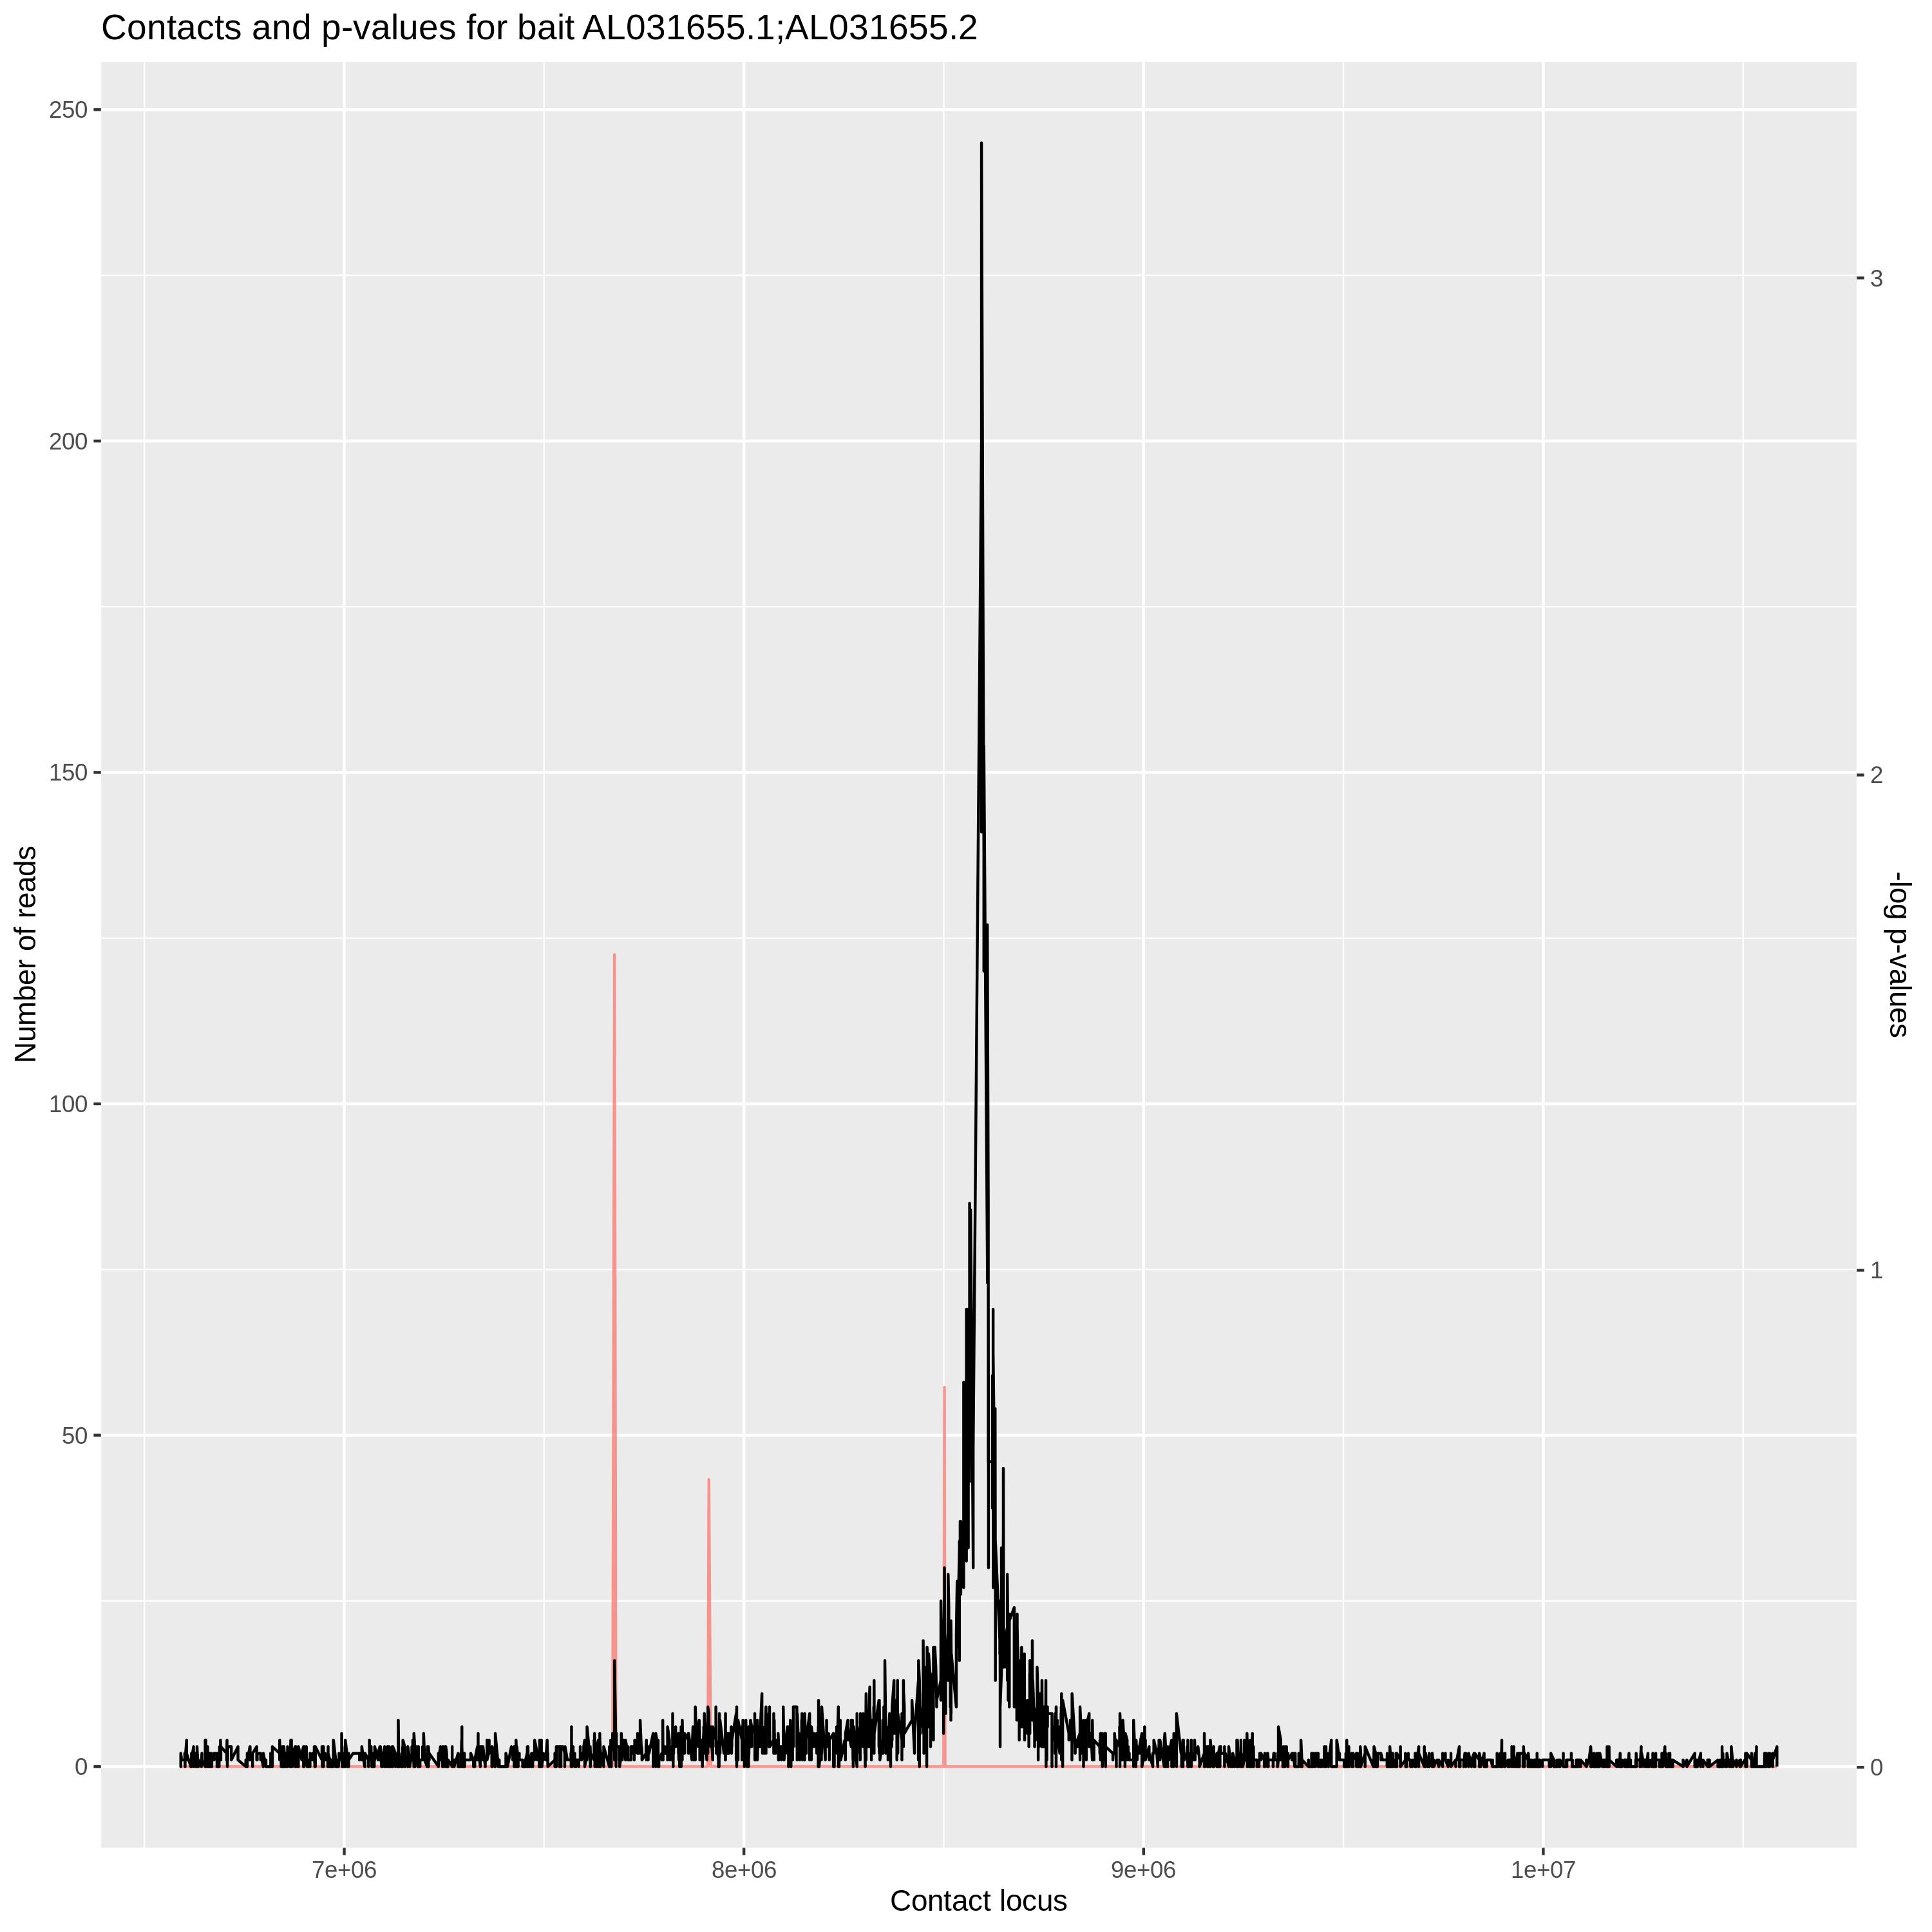 Contacts and p-values for bait AL031655.1;AL031655.2
250
200
150
100
50
0
Number of reads
3
2
1
0
-log p-values
7e+06
8e+06
9e+06
1e+07
Contact locus